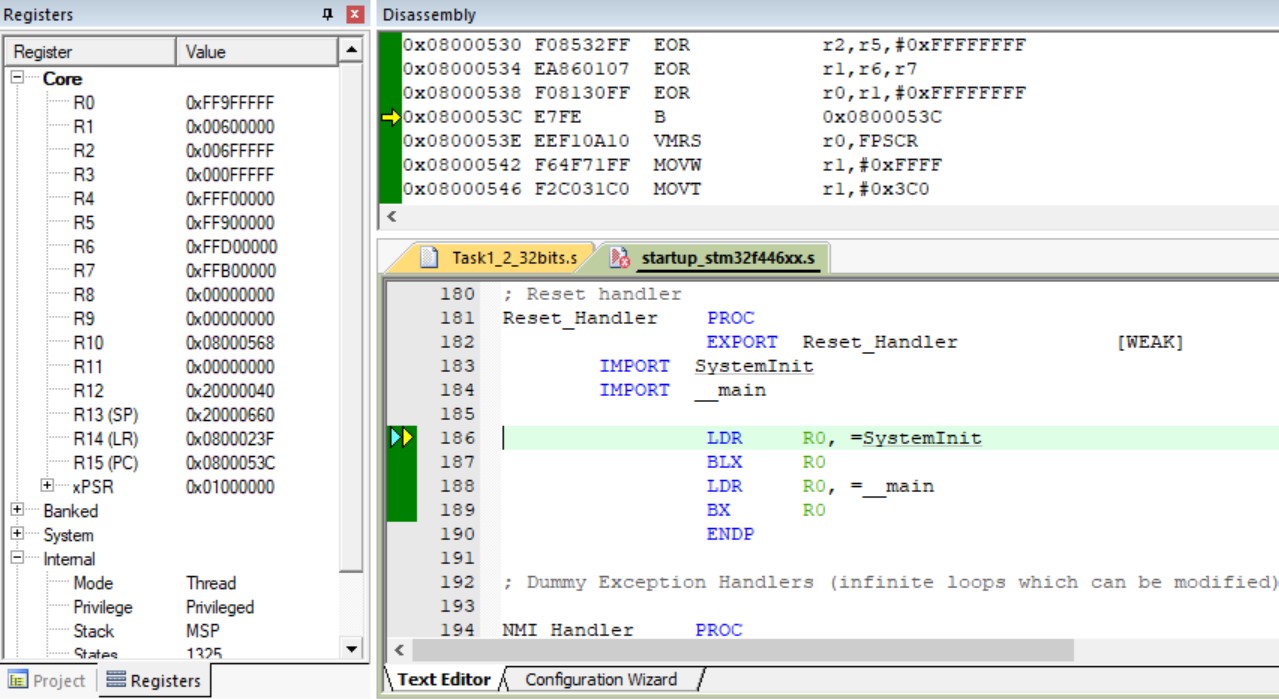 Registers
Register Value
Core
R0 0xFF9FFFFF
R1 0x00600000
R2 0x006FFFFF
R3 0x000FFFFF
R4 0xFFF00000
R5 0xFF900000
R6 0xFFD00000
R7 0xFFB00000
R8 0x00000000
R9 0x00000000
R10 0x08000568
R11 0x00000000
R12 0x20000040
R13 (SP) 0x20000660
R14 (LR) 0x0800023F
R15 (PC) 0x0800053C
xPSR 0x01000000
Banked
System
Internal
Mode Thread
Privilege Privileged
Stack MSP
States 1325
Project Registers
Disassembly
0x08000530 F08532FF EOR r2,r5,#0xFFFFFFFF
0x08000534 EA860107 EOR r1,r6,r7
0x08000538 F08130FF EOR r0,r1,#0xFFFFFFFF
0x0800053C E7FE B 0x0800053C
0x0800053E EEF10A10 VMRS r0,FPSCR
0x08000542 F64F71FF MOVW r1,#0xFFFF
0x08000546 F2C031C0 MOVT r1,#0x3C0
Task1_2_32bits.s startup_stm32f446xx.s
180 ; Reset handler
181 Reset_Handler PROC
182 EXPORT Reset_Handler [WEAK]
183 IMPORT SystemInit
184 IMPORT __main
185
186 LDR R0, =SystemInit
187 BLX R0
188 LDR R0, =__main
189 BX R0
190 ENDP
191
192 ; Dummy Exception Handlers (infinite loops which can be modified)
193
194 NMI_Handler PROC
Text Editor Configuration Wizard